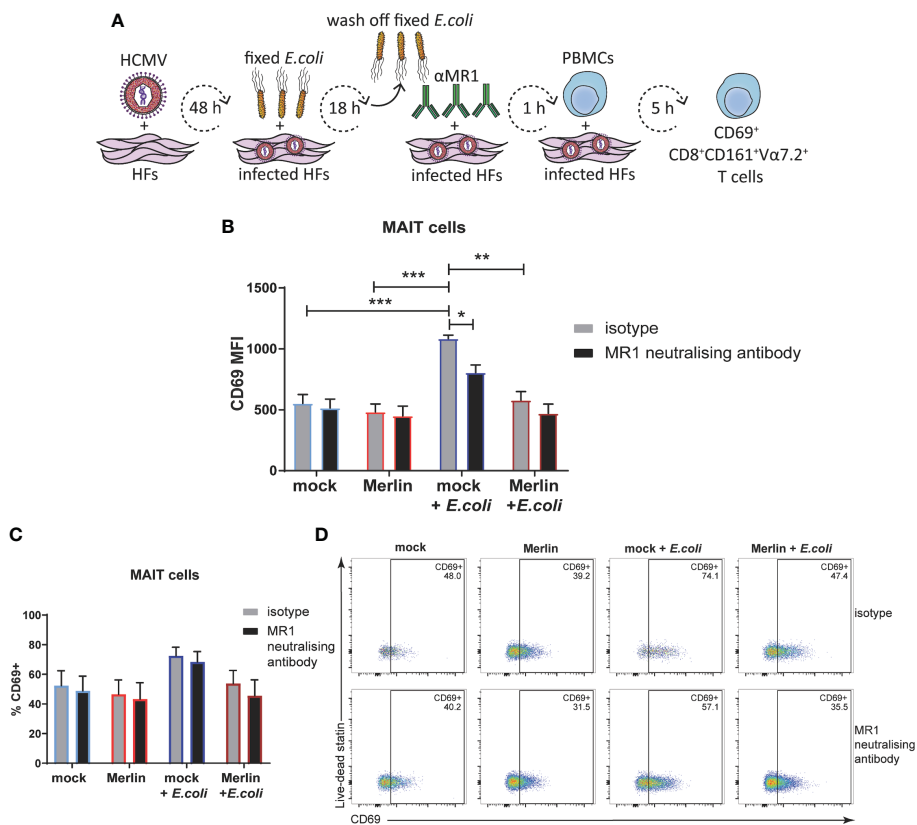 A
wash off fixed E.coli
HCMV
fixed E.coli
αMR1
PBMCs
48 h
18 h
1 h
5 h
+
+
+
+
HFs
infected HFs
infected HFs
infected HFs
CD69⁺
CD8⁺CD161⁺Vα7.2⁺
T cells
B
MAIT cells
**
***
***
*
1500
1000
500
0
CD69 MFI
isotype
MR1 neutralising antibody
mock Merlin mock Merlin
+ E.coli +E.coli
C
MAIT cells
100
80
60
40
20
0
% CD69+
isotype
MR1
neutralising
antibody
mock Merlin mock Merlin
+ E.coli +E.coli
D
mock Merlin mock + E.coli Merlin + E.coli
CD69+ CD69+ CD69+ CD69+
48.0 39.2 74.1 47.4
isotype
CD69+ CD69+ CD69+ CD69+
40.2 31.5 57.1 35.5
MR1
neutralising
antibody
Live-dead statin
CD69